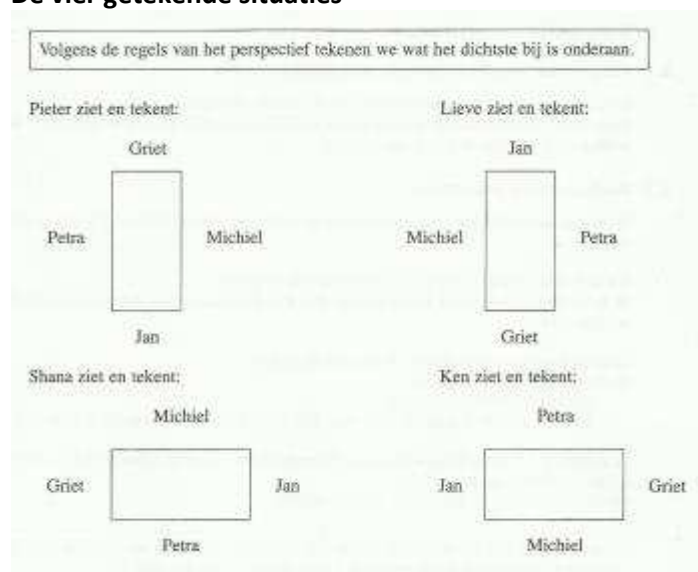 De vier getekende situaties
Volgens de regels van het perspectief tekenen we wat het dichtste bij is onderaan.
Pieter ziet en tekent:
Griet
Petra
Michiel
Jan
Lieve ziet en tekent:
Jan
Michiel
Petra
Griet
Shana ziet en tekent:
Michiel
Griet
Jan
Petra
Ken ziet en tekent:
Petra
Jan
Griet
Michiel